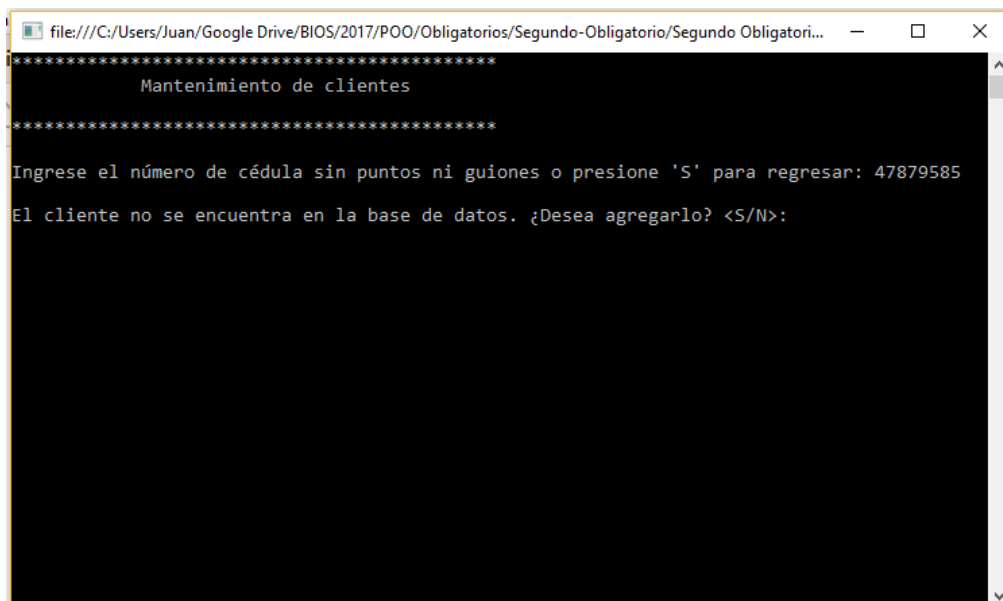 file:///C:/Users/Juan/Google Drive/BIOS/2017/POO/Obligatorios/Segundo-Obligatorio/Segundo Obligatori...
*********************************************
Mantenimiento de clientes
*********************************************
Ingrese el número de cédula sin puntos ni guiones o presione 'S' para regresar: 47879585
El cliente no se encuentra en la base de datos. ¿Desea agregarlo? <S/N>: